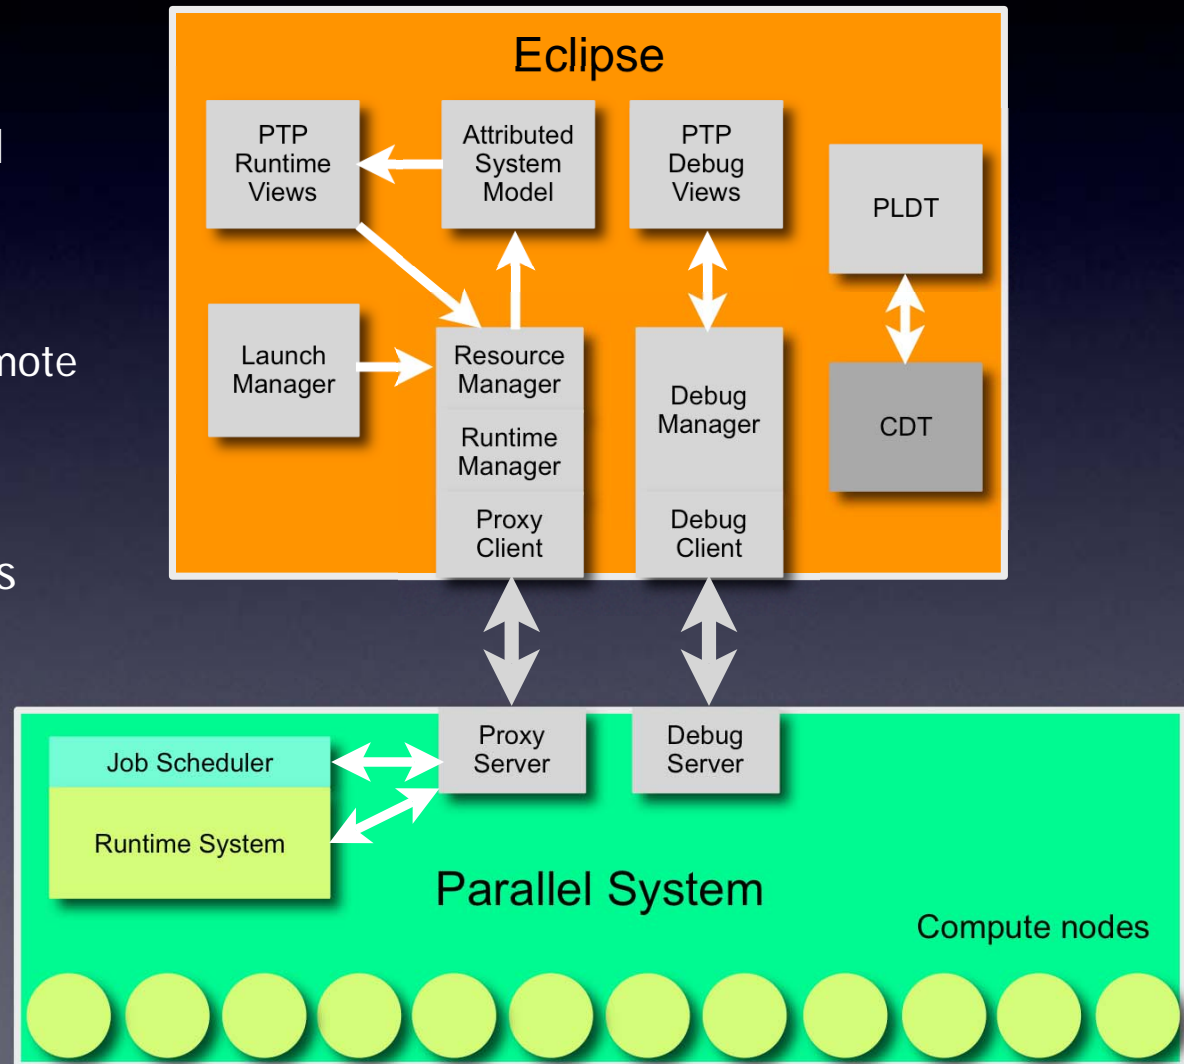 Eclipse
PTP
Runtime
Views
Attributed
System
Model
PTP
Debug
Views
PLDT
Launch
Manager
Resource
Manager
Runtime
Manager
Proxy
Client
Debug
Manager
Debug
Client
CDT
Proxy
Server
Debug
Server
Job Scheduler
Runtime System
Parallel System
Compute nodes